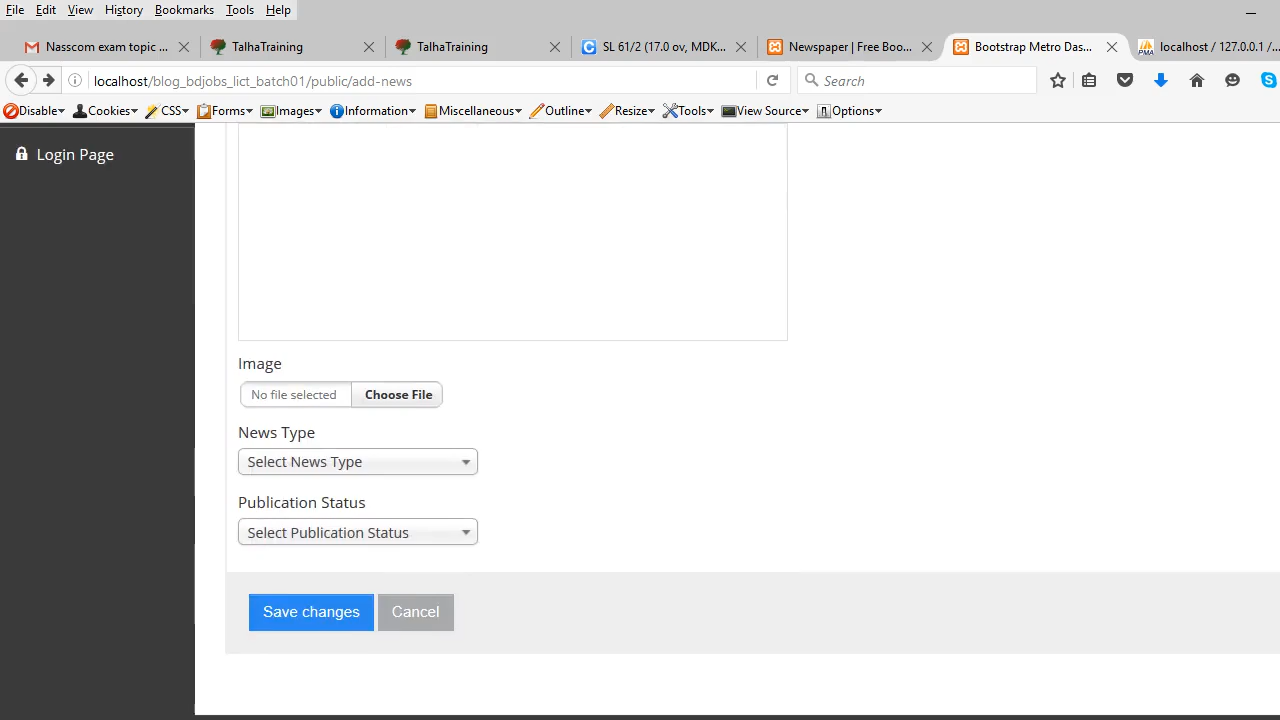 File Edit View History Bookmarks Tools Help
Nasscom exam topic ... TalhaTraining TalhaTraining SL 61/2 (17.0 ov, MDK... Newspaper | Free Boo... Bootstrap Metro Das... localhost / 127.0.0.1 /...
localhost/blog_bdjobs_lict_batch01/public/add-news Search
Disable Cookies CSS Forms Images Information Miscellaneous Outline Resize Tools View Source Options
Login Page
Image
No file selected Choose File
News Type
Select News Type
Publication Status
Select Publication Status
Save changes Cancel